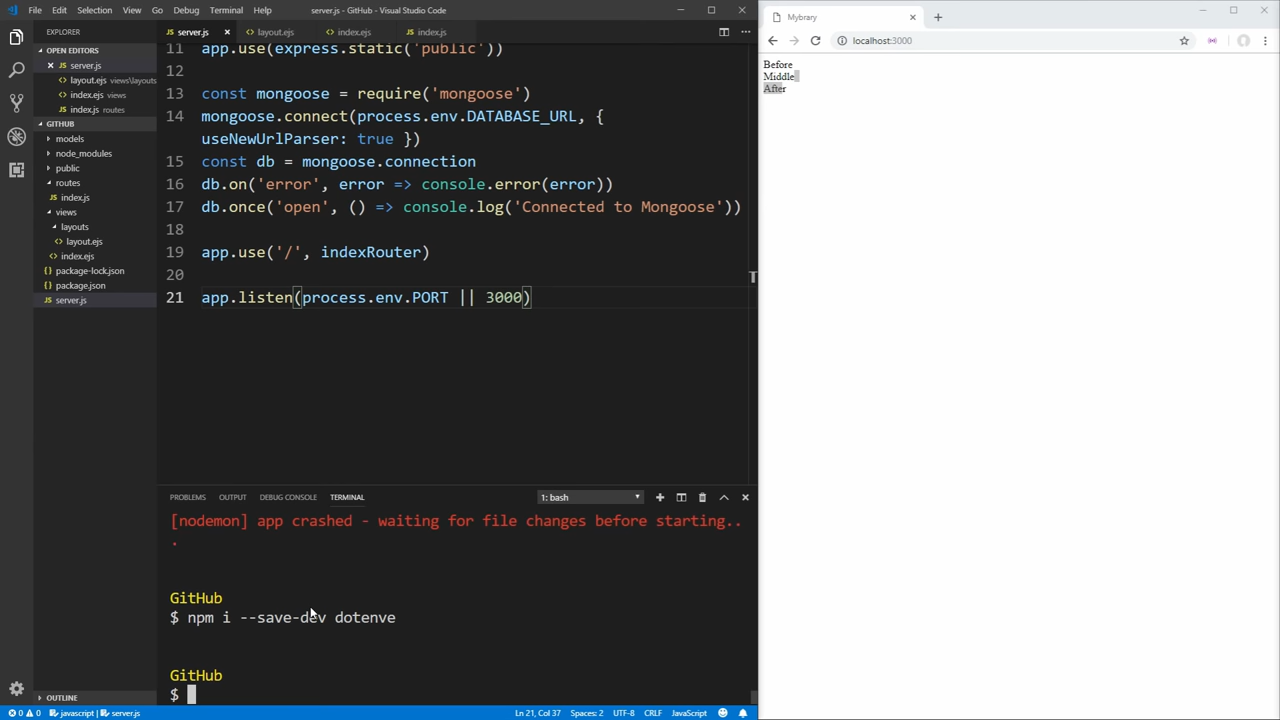 File Edit Selection View Go Debug Terminal Help
server.js - GitHub - Visual Studio Code
EXPLORER
OPEN EDITORS
server.js
layout.ejs views\layouts
index.ejs views
index.js routes
GITHUB
models
node_modules
public
routes
index.js
views
layouts
layout.ejs
index.ejs
package-lock.json
package.json
server.js
OUTLINE
server.js layout.ejs index.ejs index.js
11 app.use(express.static('public'))
12
13 const mongoose = require('mongoose')
14 mongoose.connect(process.env.DATABASE_URL, {
useNewUrlParser: true })
15 const db = mongoose.connection
16 db.on('error', error => console.error(error))
17 db.once('open', () => console.log('Connected to Mongoose'))
18
19 app.use('/', indexRouter)
20
21 app.listen(process.env.PORT || 3000)
PROBLEMS OUTPUT DEBUG CONSOLE TERMINAL 1: bash
[nodemon] app crashed - waiting for file changes before starting..
.
GitHub
$ npm i --save-dev dotenve
GitHub
$
0 0 javascript | server.js Ln 21, Col 37 Spaces: 2 UTF-8 CRLF JavaScript
Mybrary
localhost:3000
Before
Middle
After